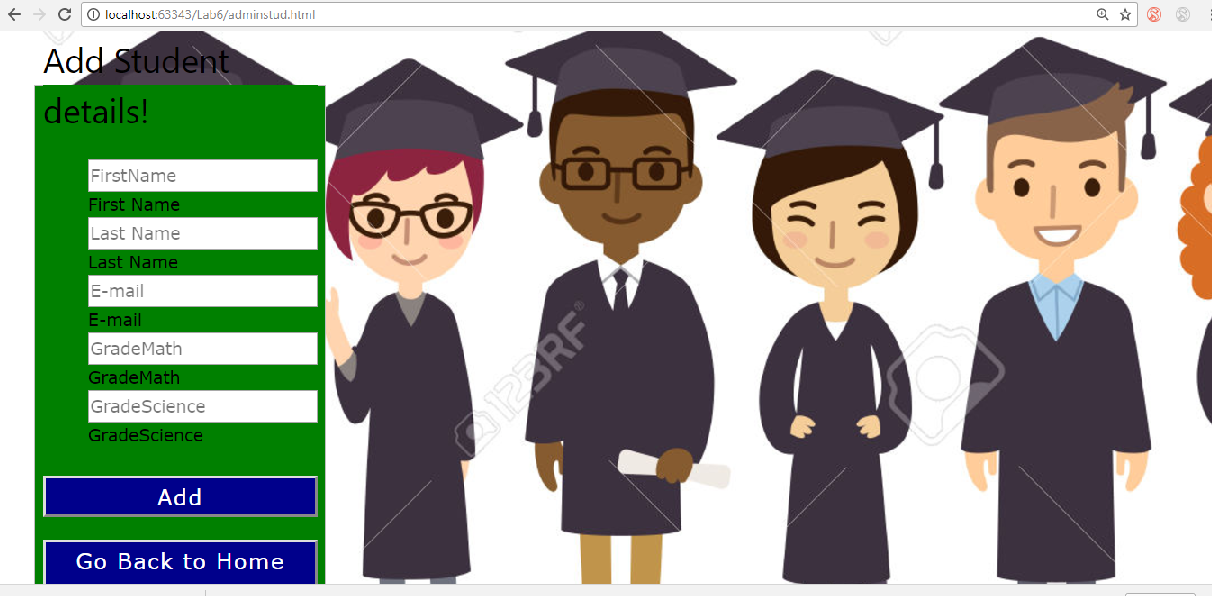 localhost:63343/Lab6/adminstud.html
Add Student
details!
FirstName
First Name
Last Name
Last Name
E-mail
E-mail
GradeMath
GradeMath
GradeScience
GradeScience
Add
Go Back to Home
123RF®